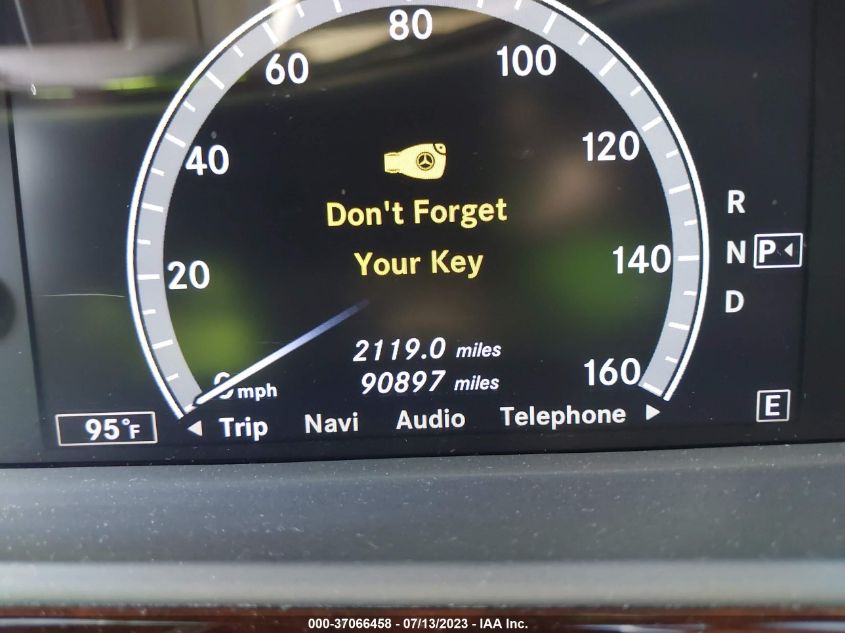 80
60
100
40
120
Don't Forget
R
Your Key
140
N P
20
D
2119.0 miles
90897 miles
160
0 mph
E
95°F
Trip Navi Audio Telephone
000-37066458 - 07/13/2023 - IAA Inc.